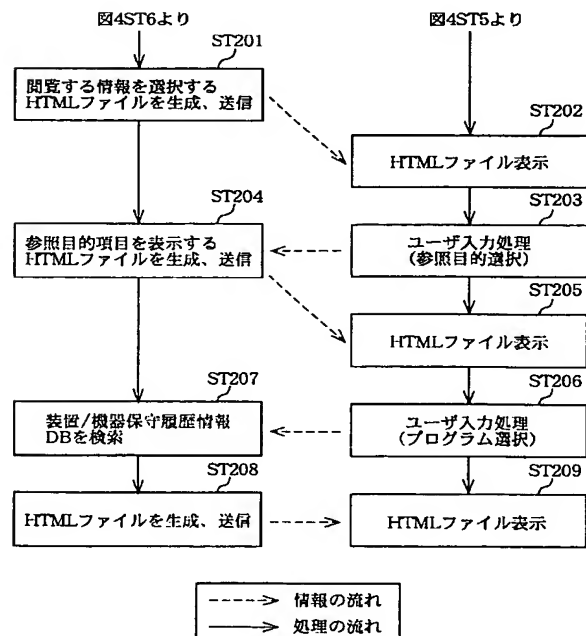 図4ST6より
図4ST5より
ST201
閲覧する情報を選択する
HTMLファイルを生成、送信
ST202
HTMLファイル表示
ST203
ユーザ入力処理
(参照目的選択)
ST204
参照目的項目を表示する
HTMLファイルを生成、送信
ST205
HTMLファイル表示
ST206
ユーザ入力処理
(プログラム選択)
ST207
装置/機器保守履歴情報
DBを検索
ST208
HTMLファイルを生成、送信
ST209
HTMLファイル表示
情報の流れ
処理の流れ